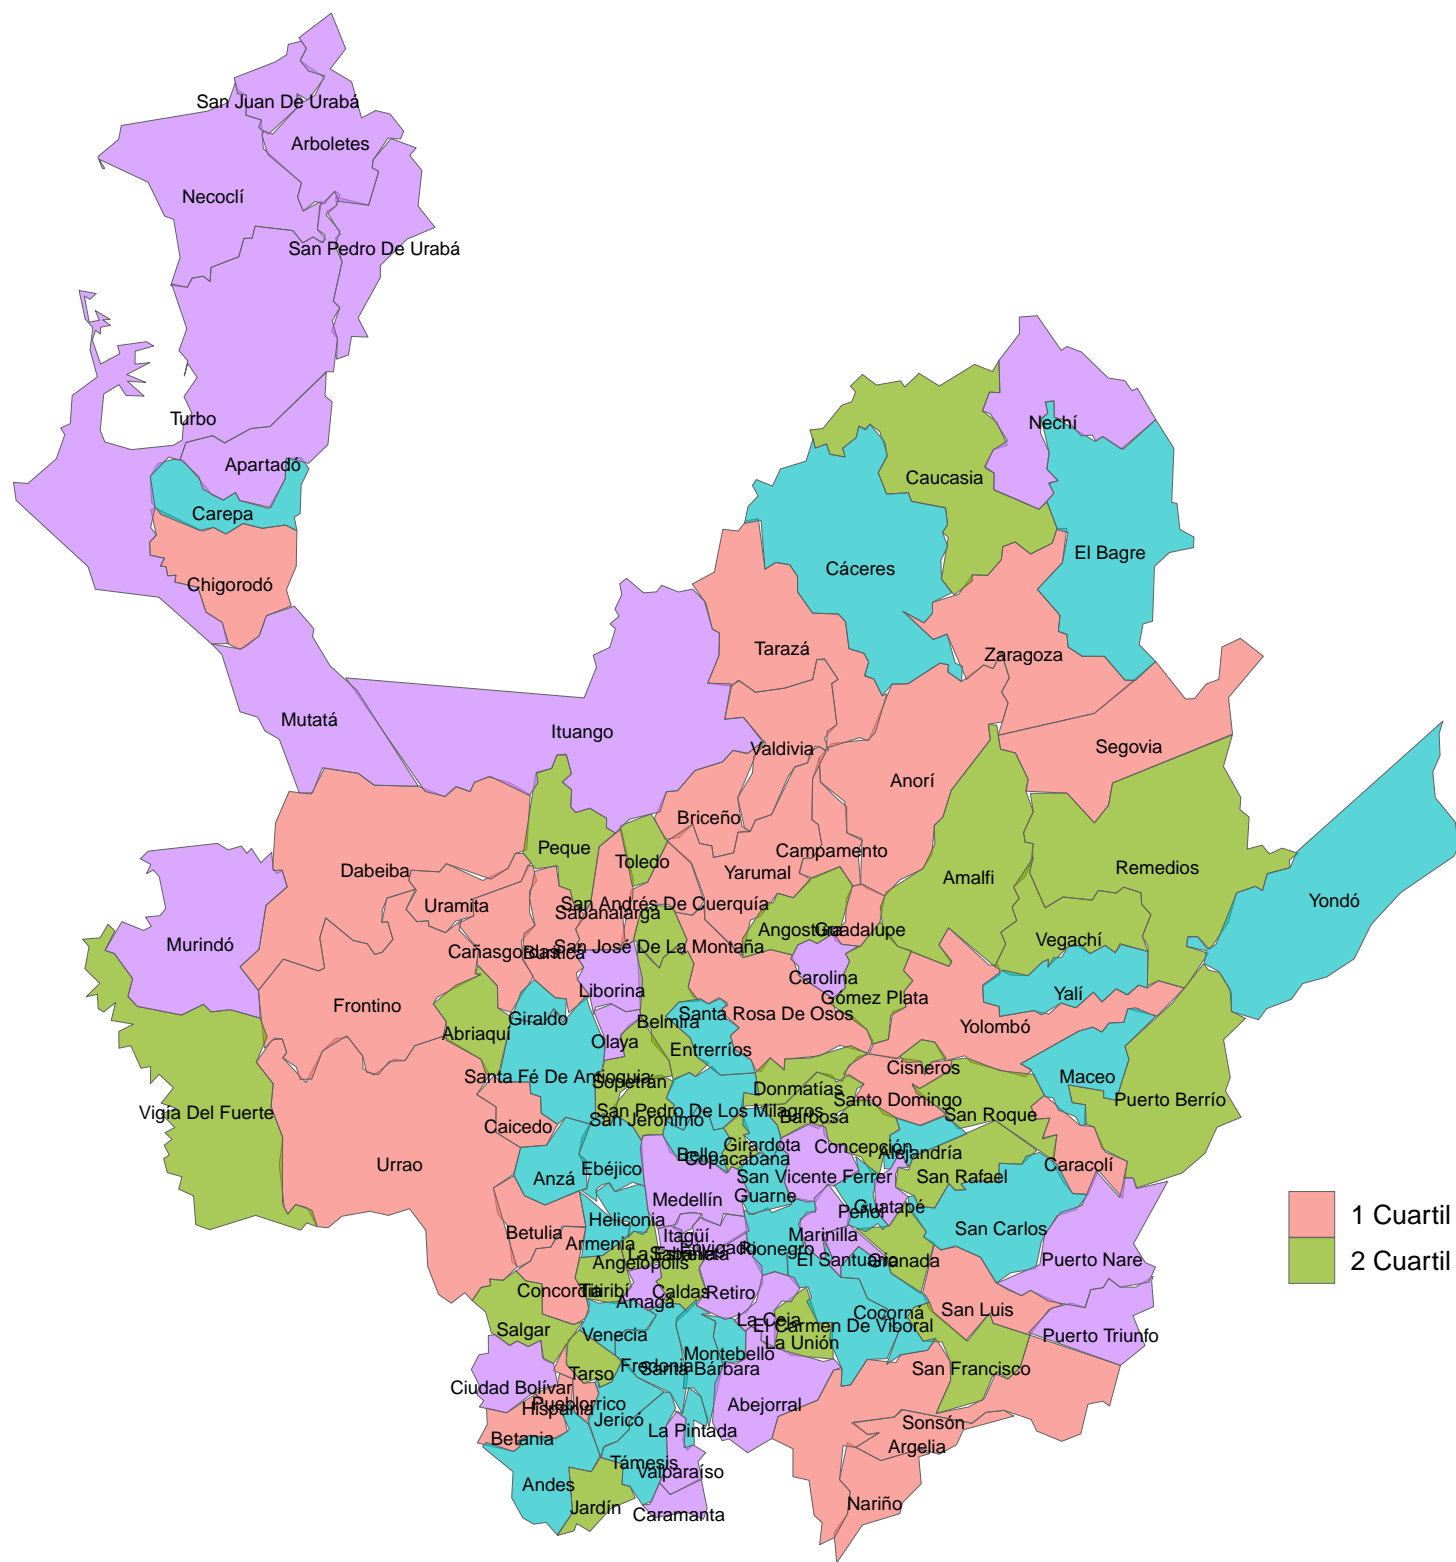 San Juan De Urabá
Arboletes
Necoclí
San Pedro De Urabá
Turbo
Nechí
Apartadó
Caucasia
Carepa
El Bagre
Cáceres
Chigorodó
Tarazá
Zaragoza
Mutatá
Ituango
Valdivia
Segovia
Anorí
Briceño
Peque
Campamento
Toledo
Dabeiba
Yarumal
Remedios
Amalfi
Yondó
Uramita
San Andrés De Cuerquía
Sabanalarga
Angostura
Guadalupe
Vegachí
Murindó
San José De La Montaña
Cañasgordas
Buriticá
Carolina
Liborina
Yalí
Gómez Plata
Frontino
Santa Rosa De Osos
Giraldo
Belmira
Yolombó
Abriaquí
Olaya
Entrerríos
Cisneros
Santa Fé De Antioquia
Maceo
Sopetrán
Donmatías
Santo Domingo
Puerto Berrío
Vigía Del Fuerte
San Pedro De Los Milagros
San Roque
Barbosa
San Jerónimo
Caicedo
Girardota
Concepción
Alejandría
Bello
Copacabana
Urrao
Caracolí
Ebéjico
Anzá
San Vicente Ferrer
San Rafael
Medellín
Guarne
Guatapé
Peñol
1 Cuartil
Heliconia
San Carlos
Betulia
Itagüí
Marinilla
Armenia
Envigado
Rionegro
La Estrella
Sabaneta
2 Cuartil
Angelópolis
El Santuario
Granada
Puerto Nare
Concordia
Titiribí
Caldas
Retiro
Amagá
San Luis
Cocorná
La Ceja
El Carmen De Viboral
Salgar
Venecia
Puerto Triunfo
La Unión
Montebello
Fredonia
Santa Bárbara
San Francisco
Tarso
Ciudad Bolívar
Pueblorrico
Abejorral
Hispania
Jericó
Sonsón
La Pintada
Betania
Argelia
Támesis
Valparaíso
Andes
Nariño
Jardín
Caramanta